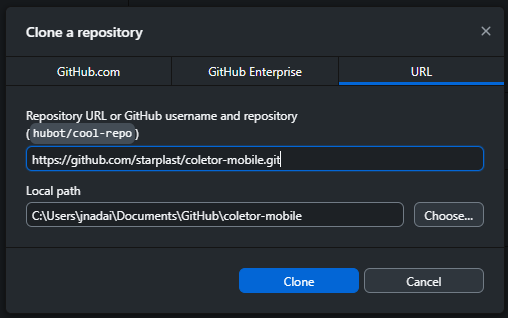 Clone a repository
GitHub.com
GitHub Enterprise
URL
Repository URL or GitHub username and repository
(hubot/cool-repo)
https://github.com/starplast/coletor-mobile.git
Local path
C:\Users\jnadai\Documents\GitHub\coletor-mobile
Choose...
Clone
Cancel